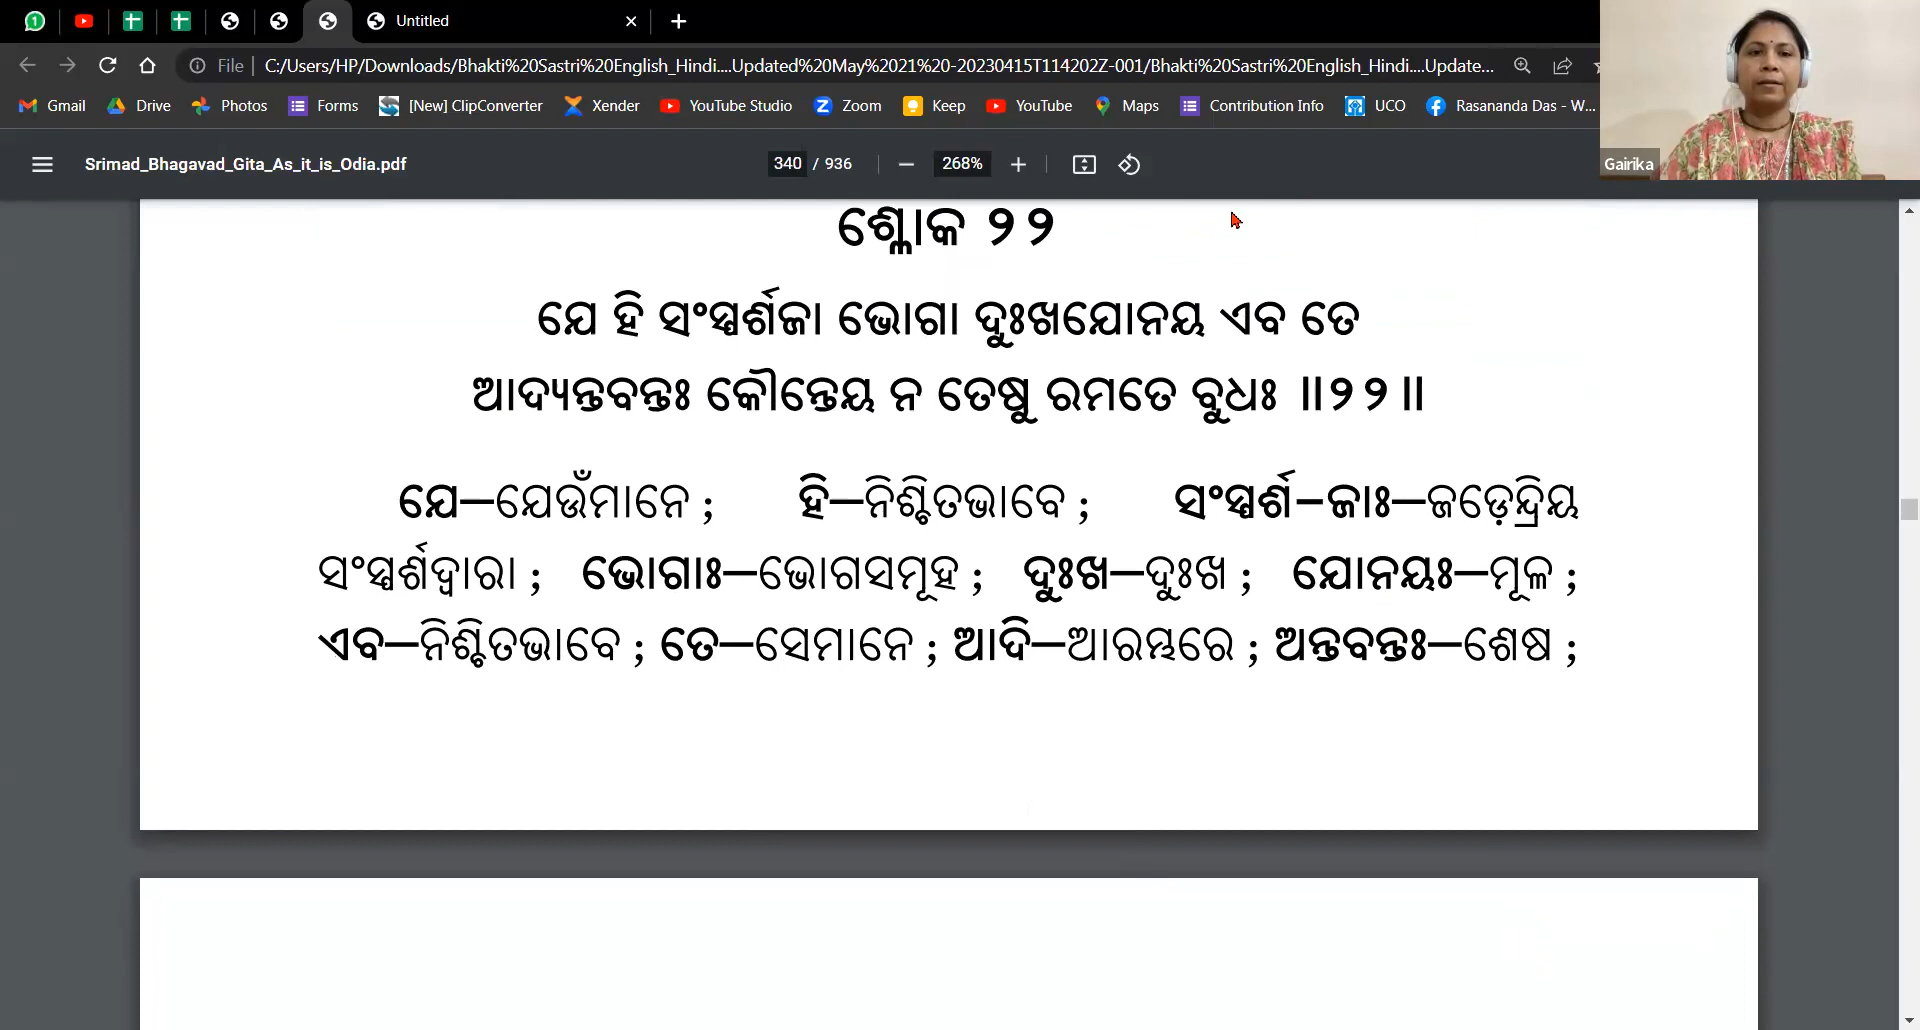 1
Untitled
File
C:/Users/HP/Downloads/Bhakti%20Sastri%20English_Hindi....Updated%20May%2021%20-20230415T114202Z-001/Bhakti%20Sastri%20English_Hindi....Update...
Gmail Drive Photos Forms [New] ClipConverter Xender YouTube Studio Zoom Keep YouTube Maps Contribution Info UCO Rasananda Das - W...
Gairika
Srimad_Bhagavad_Gita_As_it_is_Odia.pdf 340 / 936 268%
ଶ୍ଳୋକ ୨୨
ଯେ ହି ସଂସ୍ପର୍ଶଜା ଭୋଗା ଦୁଃଖଯୋନୟ ଏବ ତେ
ଆଦ୍ୟନ୍ତବନ୍ତଃ କୌନ୍ତେୟ ନ ତେଷୁ ରମତେ ବୁଧଃ ॥୨୨॥
ଯେ—ଯେଉଁମାନେ ; ହି—ନିଶ୍ଚିତଭାବେ ; ସଂସ୍ପର୍ଶ-ଜାଃ—ଜଡ଼େନ୍ଦ୍ରିୟ
ସଂସ୍ପର୍ଶଦ୍ୱାରା ; ଭୋଗାଃ—ଭୋଗସମୂହ ; ଦୁଃଖ—ଦୁଃଖ ; ଯୋନୟଃ—ମୂଳ ;
ଏବ—ନିଶ୍ଚିତଭାବେ ; ତେ—ସେମାନେ ; ଆଦି—ଆରମ୍ଭରେ ; ଅନ୍ତବନ୍ତଃ—ଶେଷ ;